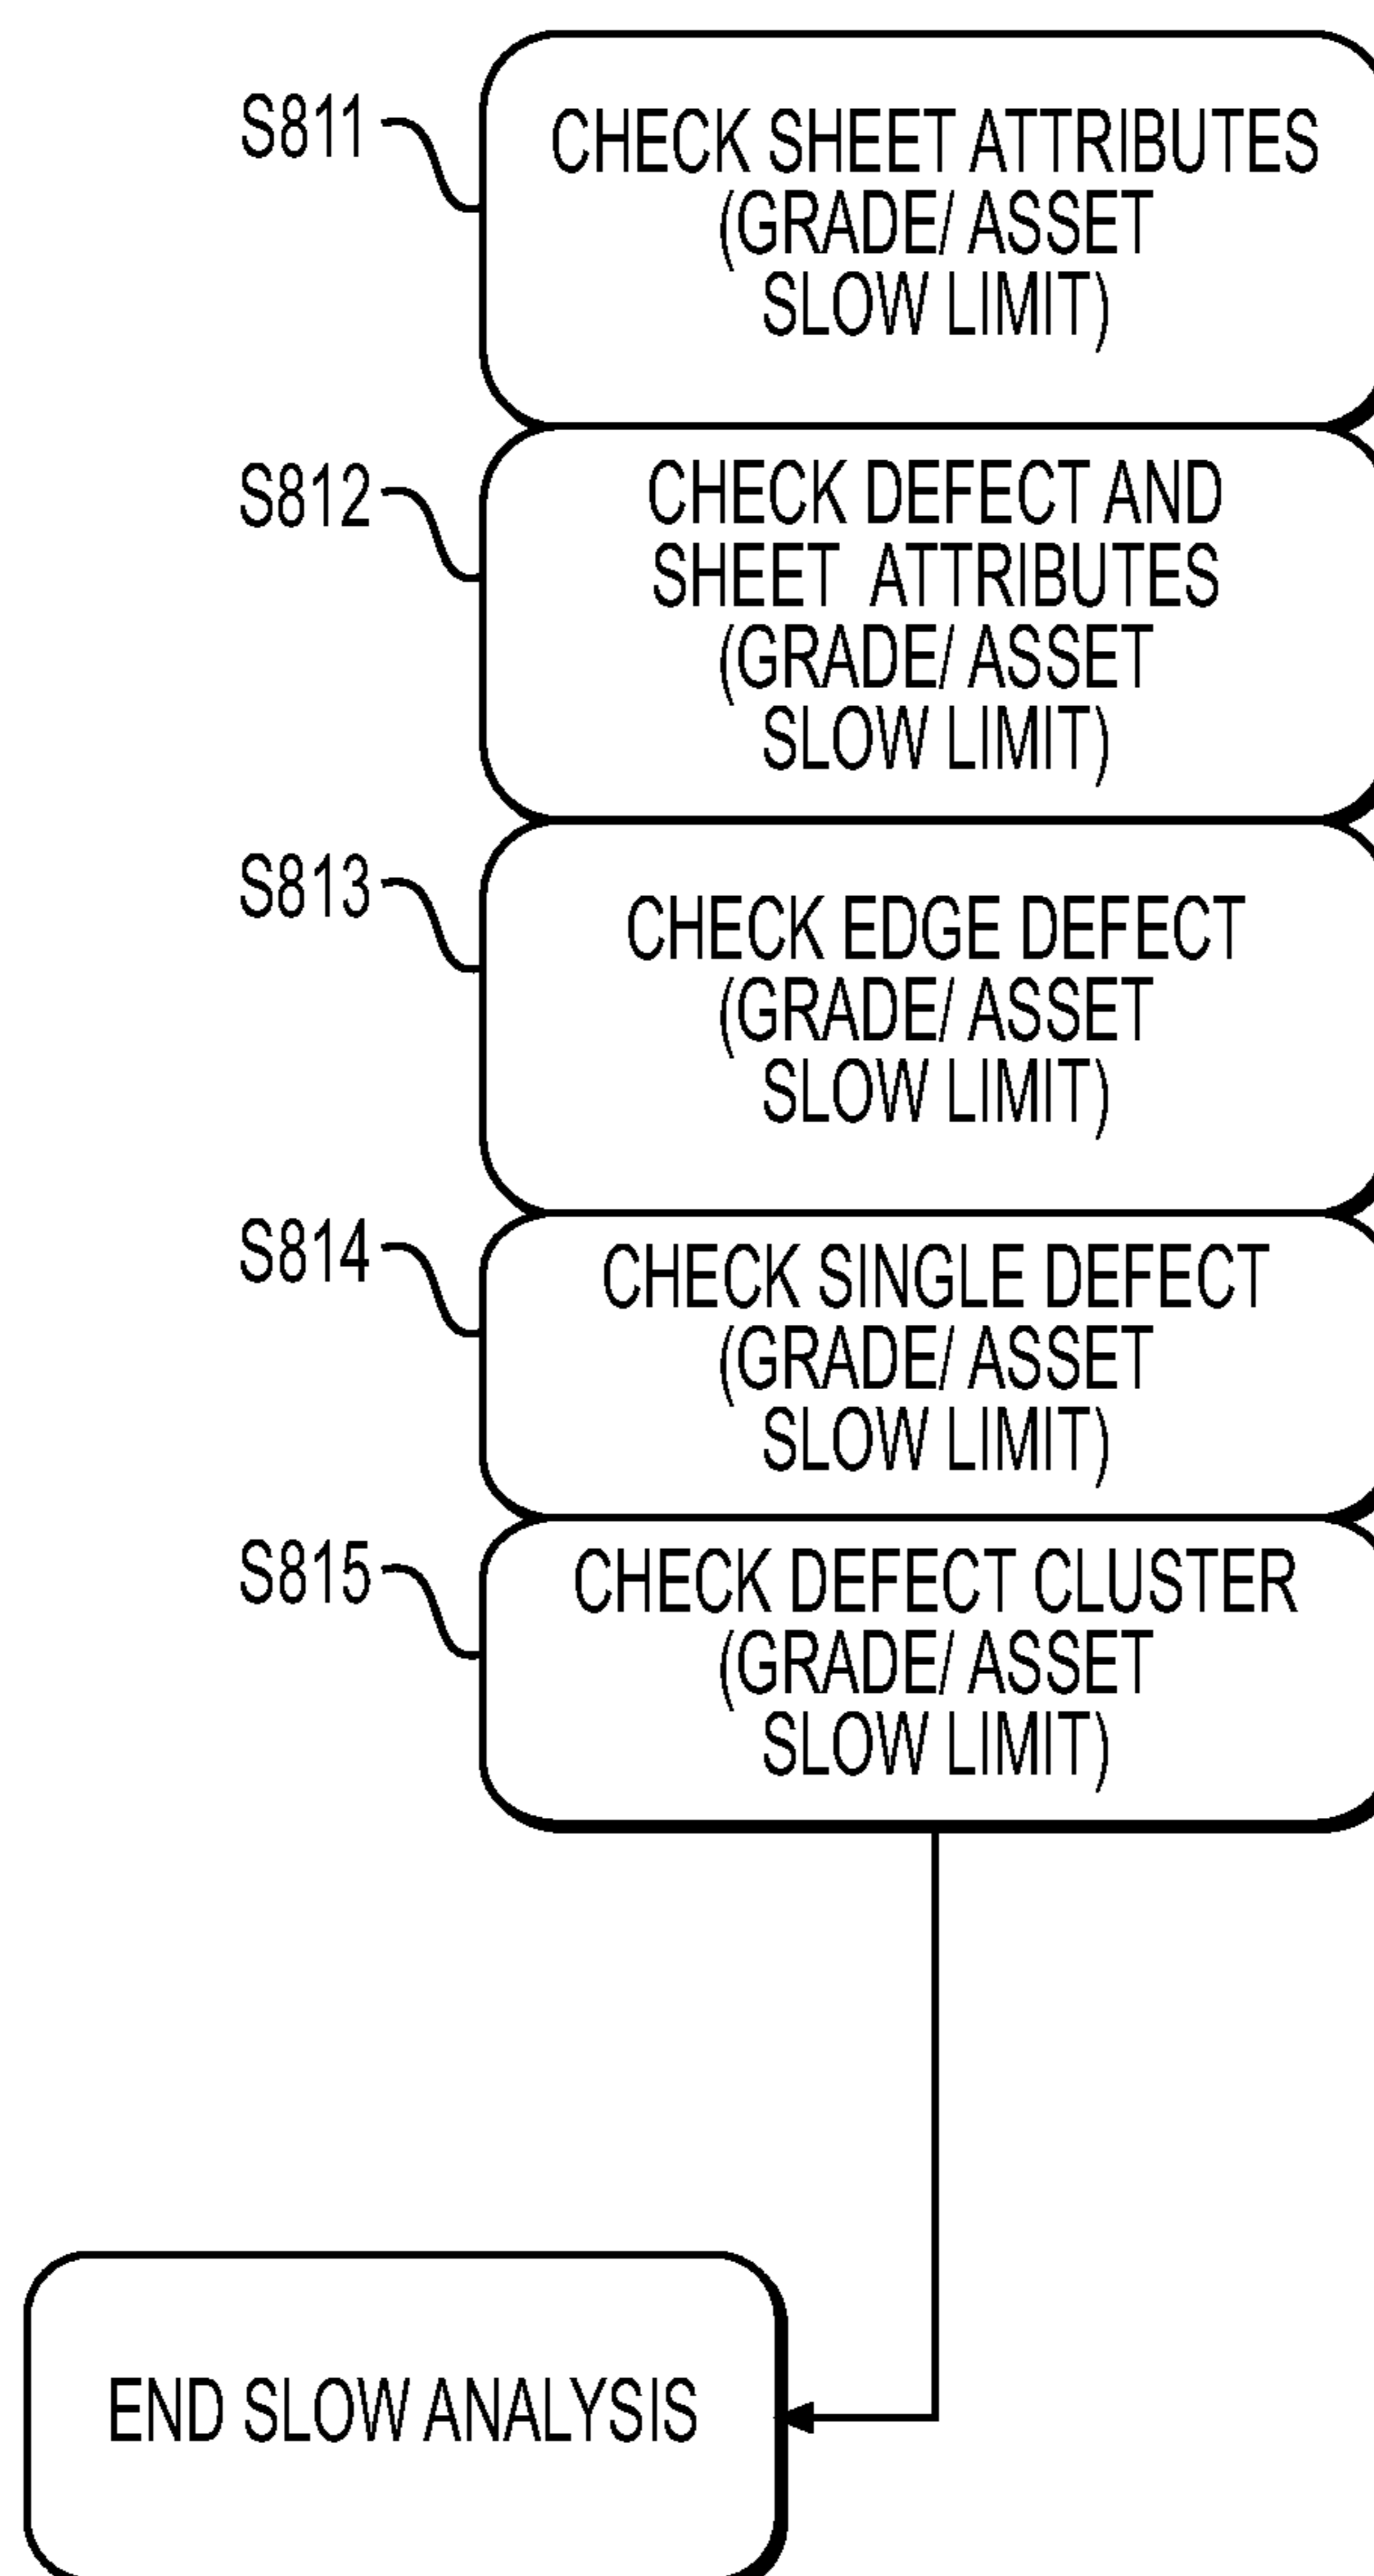 S811
CHECK SHEET ATTRIBUTES
(GRADE/ ASSET
SLOW LIMIT)
S812
CHECK DEFECT AND
SHEET ATTRIBUTES
(GRADE/ ASSET
SLOW LIMIT)
S813
CHECK EDGE DEFECT
(GRADE/ ASSET
SLOW LIMIT)
S814
CHECK SINGLE DEFECT
(GRADE/ ASSET
SLOW LIMIT)
S815
CHECK DEFECT CLUSTER
(GRADE/ ASSET
SLOW LIMIT)
END SLOW ANALYSIS